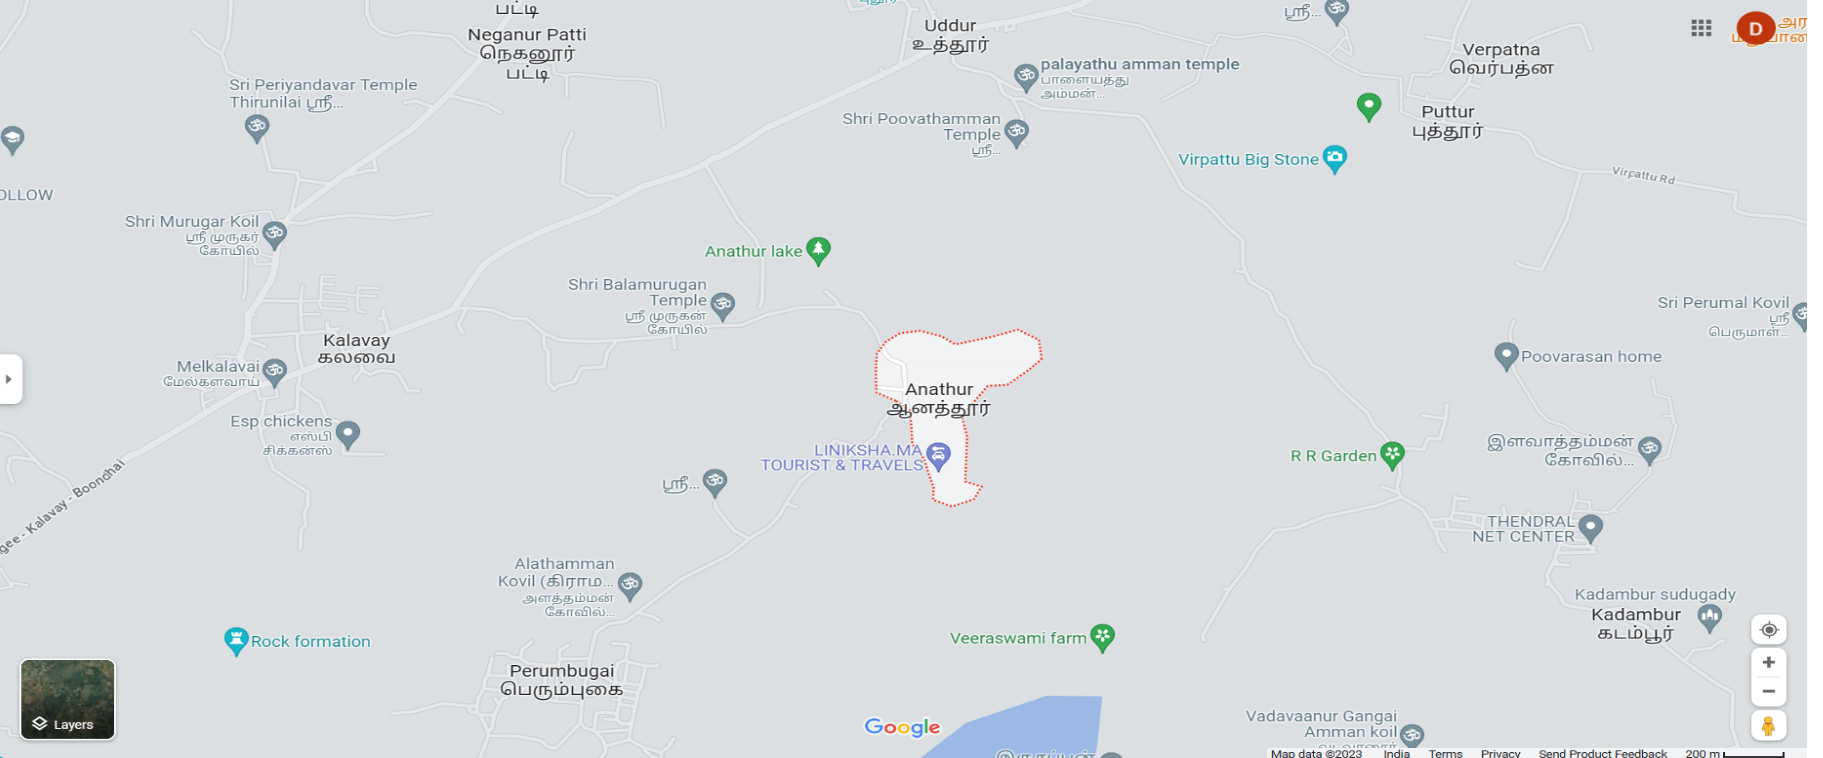 பட்டி
Neganur Patti
நெகனூர்
பட்டி
Uddur
உத்தூர்
ஸ்ரீ...
D
Verpatna
வெர்பத்ன
Sri Periyandavar Temple
Thirunilai ஸ்ரீ...
palayathu amman temple
பாளையத்து
அம்மன்...
Shri Poovathamman
Temple
ஸ்ரீ...
Puttur
புத்தூர்
Virpattu Big Stone
Virpattu Rd
OLLOW
Shri Murugar Koil
ஸ்ரீ முருகர்
கோயில்
Anathur lake
Shri Balamurugan
Temple
ஸ்ரீ முருகன்
கோயில்
Sri Perumal Kovil
ஸ்ரீ
பெருமாள்...
Kalavay
கலவை
Poovarasan home
Melkalavai
மேல்களவாய்
Anathur
ஆனத்தூர்
Esp chickens
எஸ்பி
சிக்கன்ஸ்
LINIKSHA.MA
TOURIST & TRAVELS
R R Garden
இளவாத்தம்மன்
கோவில்...
gee - Kalavay - Boondhai
ஸ்ரீ...
THENDRAL
NET CENTER
Alathamman
Kovil (கிராம...
அளத்தம்மன்
கோவில்...
Kadambur sudugady
Kadambur
கடம்பூர்
Rock formation
Veeraswami farm
Perumbugai
பெரும்புகை
Layers
Google
Vadavaanur Gangai
Amman koil
Map data ©2023 India Terms Privacy Send Product Feedback 200 m